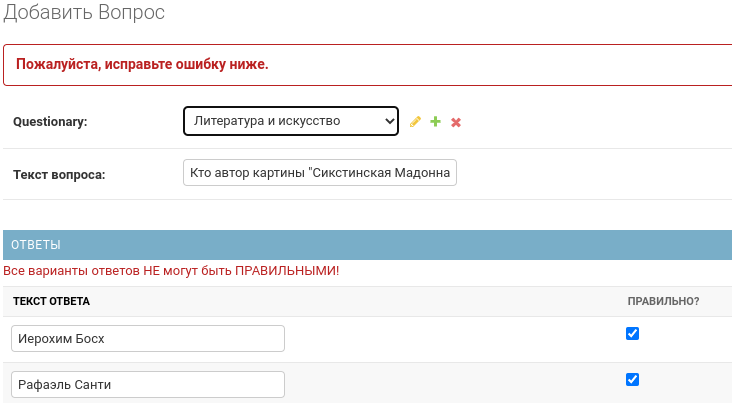 Добавить Вопрос
Пожалуйста, исправьте ошибку ниже.
Questionary: Литература и искусство
Текст вопроса: Кто автор картины "Сикстинская Мадонна
ОТВЕТЫ
Все варианты ответов НЕ могут быть ПРАВИЛЬНЫМИ!
ТЕКСТ ОТВЕТА ПРАВИЛЬНО?
Иерохим Босх
Рафаэль Санти